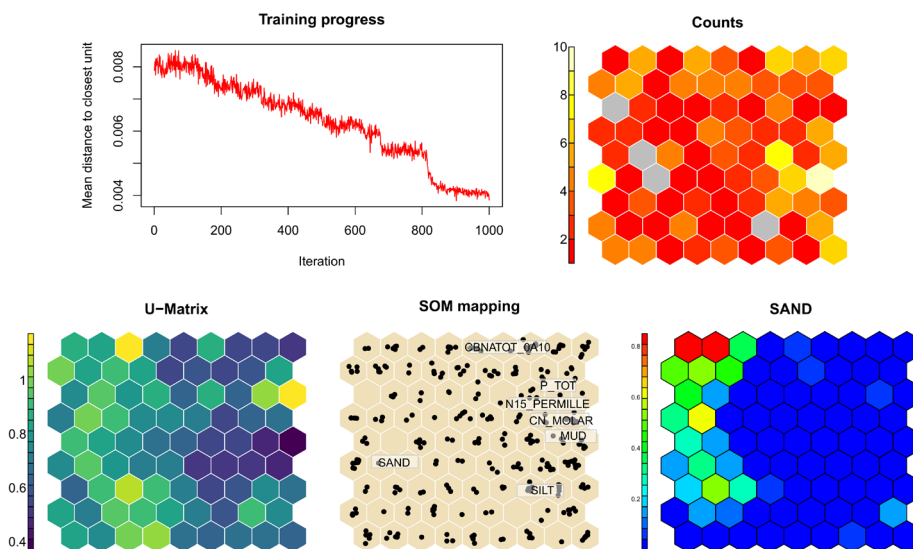 Training progress
Mean distance to closest unit
0.008
0.006
0.004
0
200
400
600
800
1000
Iteration
Counts
10
8
6
4
2
U−Matrix
1
0.8
0.6
0.4
SOM mapping
CBNATOT_0A10
P_TOT
N15_PERMILLE
CN_MOLAR
MUD
SAND
SILT
SAND
0.8
0.6
0.4
0.2